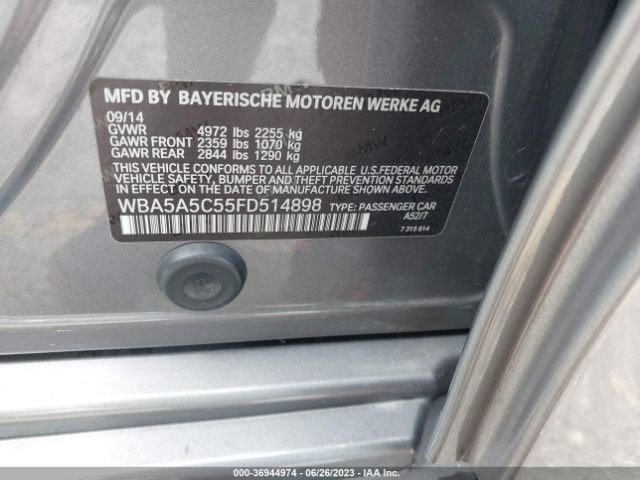 MFD BY BAYERISCHE MOTOREN WERKE AG
09/14
GVWR 4972 lbs 2255 kg
GAWR FRONT 2359 lbs 1070 kg
GAWR REAR 2844 lbs 1290 kg
THIS VEHICLE CONFORMS TO ALL APPLICABLE U.S.FEDERAL MOTOR
VEHICLE SAFETY, BUMPER AND THEFT
PREVENTION STANDARDS IN EFFECT ON THE DATE OF
MANUFACTURE SHOWN ABOVE.
WBA5A5C55FD514898 TYPE: PASSENGER CAR
A52/7
7 315 814
000-36944974 / 06/26/2023 / IAA Inc.